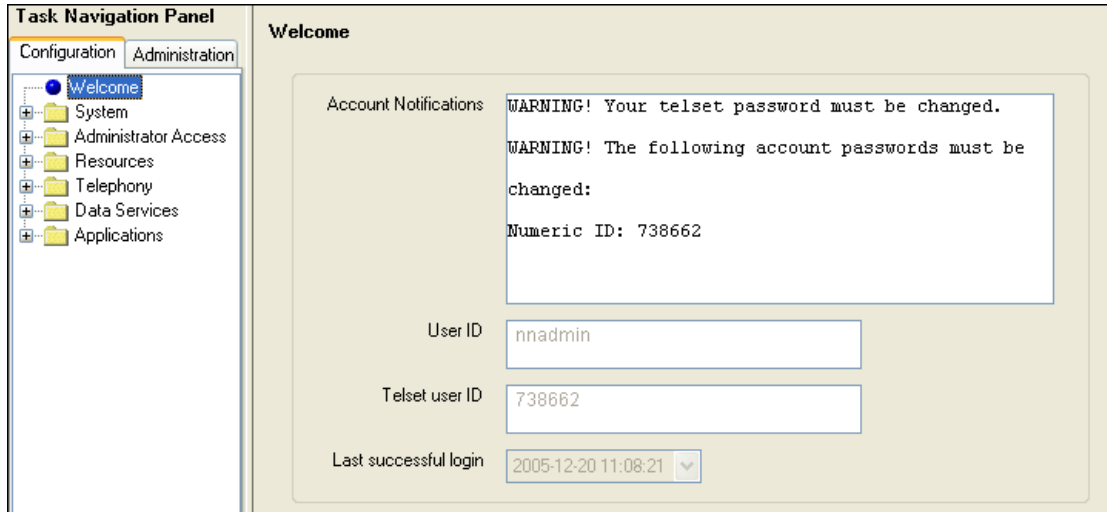 Task Navigation Panel
Configuration
Administration
Welcome
System
Administrator Access
Resources
Telephony
Data Services
Applications
Welcome
Account Notifications
WARNING! Your telset password must be changed.
WARNING! The following account passwords must be
changed:
Numeric ID: 738662
User ID
nnadmin
Telset user ID
738662
Last successful login
2005-12-20 11:08:21